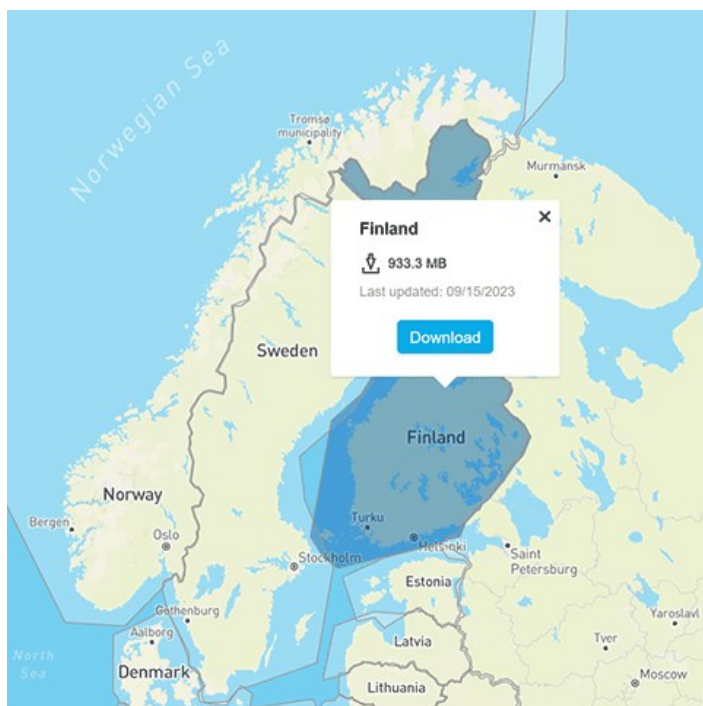 Norwegian Sea
Tromsø
municipality
Murmansk
Finland
×
933.3 MB
Last updated: 09/15/2023
Download
Sweden
Finland
Norway
Bergen
Oslo
Turku
Helsinki
Stockholm
Saint
Petersburg
Estonia
Gothenburg
Aalborg
Yaroslavl
Latvia
Tver
North
Sea
Denmark
Moscow
Lithuania